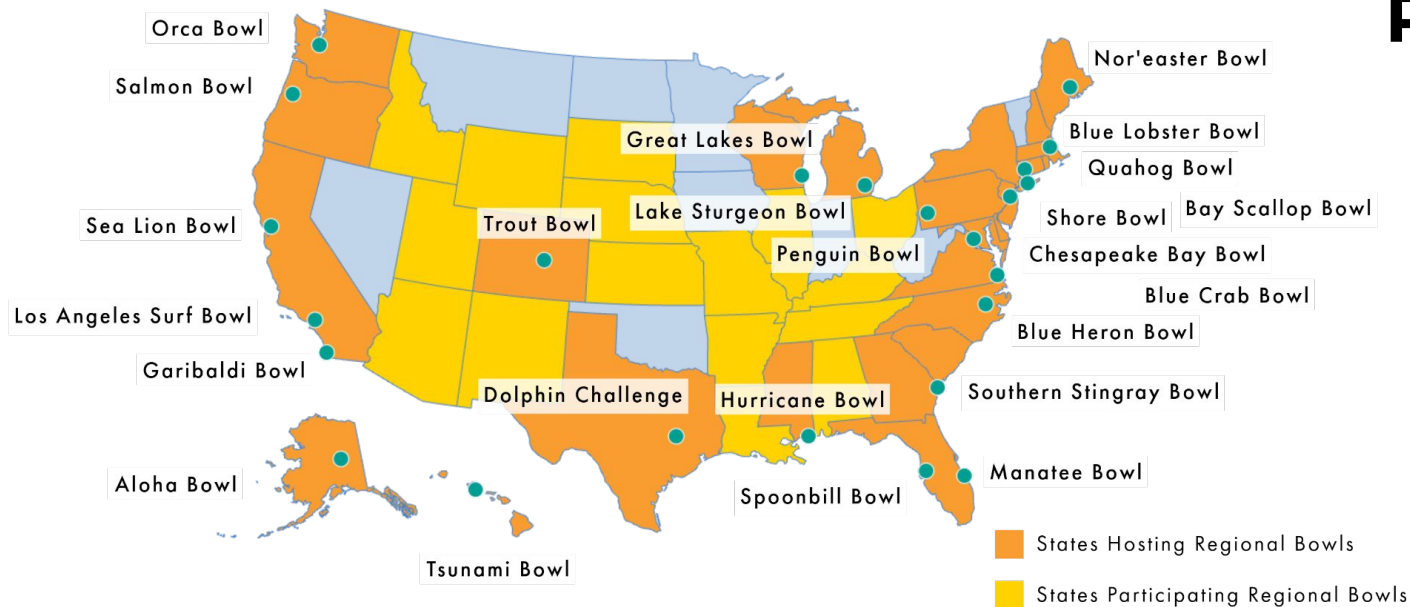 Orca Bowl
Salmon Bowl
Nor'easter Bowl
Great Lakes Bowl
Blue Lobster Bowl
Quahog Bowl
Sea Lion Bowl
Trout Bowl
Lake Sturgeon Bowl
Shore Bowl
Bay Scallop Bowl
Penguin Bowl
Chesapeake Bay Bowl
Los Angeles Surf Bowl
Blue Crab Bowl
Blue Heron Bowl
Garibaldi Bowl
Dolphin Challenge
Hurricane Bowl
Southern Stingray Bowl
Aloha Bowl
Spoonbill Bowl
Manatee Bowl
Tsunami Bowl
States Hosting Regional Bowls
States Participating Regional Bowls